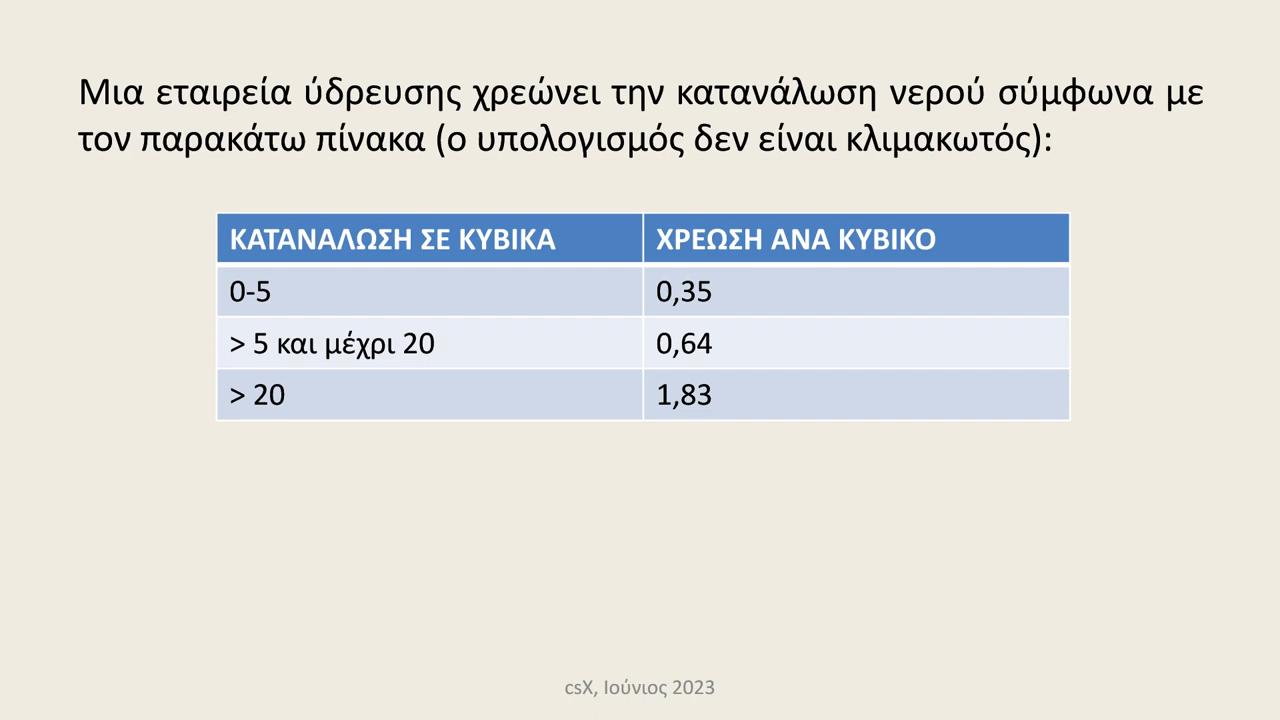 Μια εταιρεία ύδρευσης χρεώνει την κατανάλωση νερού σύμφωνα με
τον παρακάτω πίνακα (ο υπολογισμός δεν είναι κλιμακωτός):
ΚΑΤΑΝΑΛΩΣΗ ΣΕ ΚΥΒΙΚΑ ΧΡΕΩΣΗ ΑΝΑ ΚΥΒΙΚΟ
0-5 0,35
> 5 και μέχρι 20 0,64
> 20 1,83
csX, Ιούνιος 2023